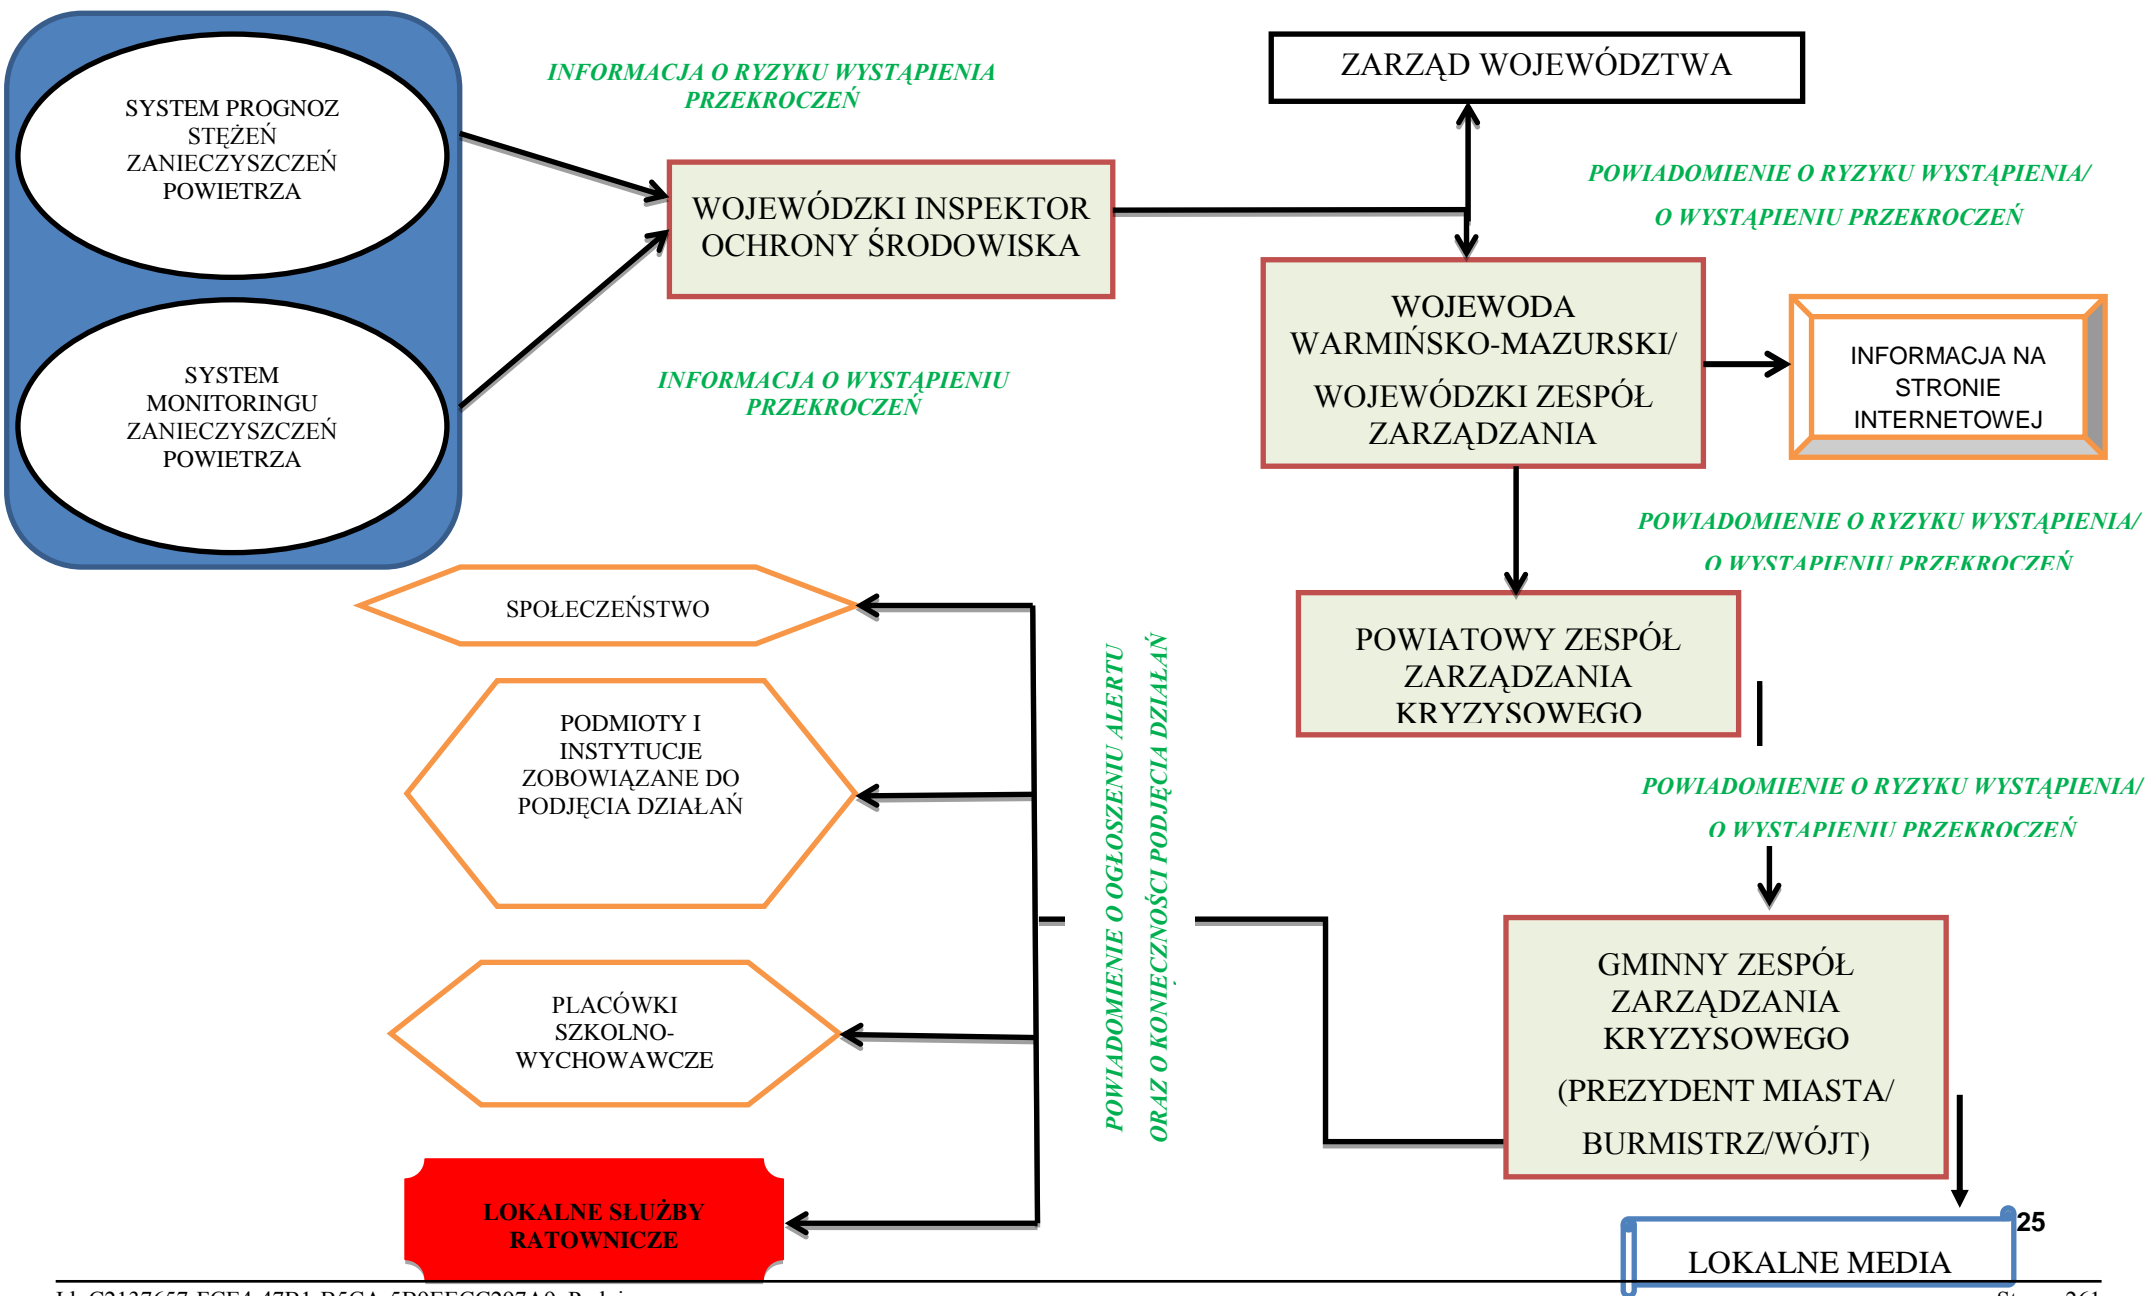 SYSTEM PROGNOZ
STĘŻEŃ
ZANIECZYSZCZEŃ
POWIETRZA
INFORMACJA O RYZYKU WYSTĄPIENIA
PRZEKROCZEŃ
ZARZĄD WOJEWÓDZTWA
WOJEWÓDZKI INSPEKTOR
OCHRONY ŚRODOWISKA
POWIADOMIENIE O RYZYKU WYSTĄPIENIA/
O WYSTĄPIENIU PRZEKROCZEŃ
SYSTEM
MONITORINGU
ZANIECZYSZCZEŃ
POWIETRZA
INFORMACJA O WYSTĄPIENIU
PRZEKROCZEŃ
WOJEWODA
WARMIŃSKO-MAZURSKI/
WOJEWÓDZKI ZESPÓŁ
ZARZĄDZANIA
INFORMACJA NA
STRONIE
INTERNETOWEJ
POWIADOMIENIE O RYZYKU WYSTĄPIENIA/
O WYSTĄPIENIU PRZEKROCZEŃ
POWIATOWY ZESPÓŁ
ZARZĄDZANIA
KRYZYSOWEGO
POWIADOMIENIE O RYZYKU WYSTĄPIENIA/
O WYSTĄPIENIU PRZEKROCZEŃ
GMINNY ZESPÓŁ
ZARZĄDZANIA
KRYZYSOWEGO
(PREZYDENT MIASTA/
BURMISTRZ/WÓJT)
POWIADOMIENIE O OGŁOSZENIU ALERTU
ORAZ O KONIECZNOŚCI PODJĘCIA DZIAŁAŃ
SPOŁECZEŃSTWO
PODMIOTY I
INSTYTUCJE
ZOBOWIĄZANE DO
PODJĘCIA DZIAŁAŃ
PLACÓWKI
SZKOLNO-
WYCHOWAWCZE
LOKALNE SŁUŻBY
RATOWNICZE
25
LOKALNE MEDIA